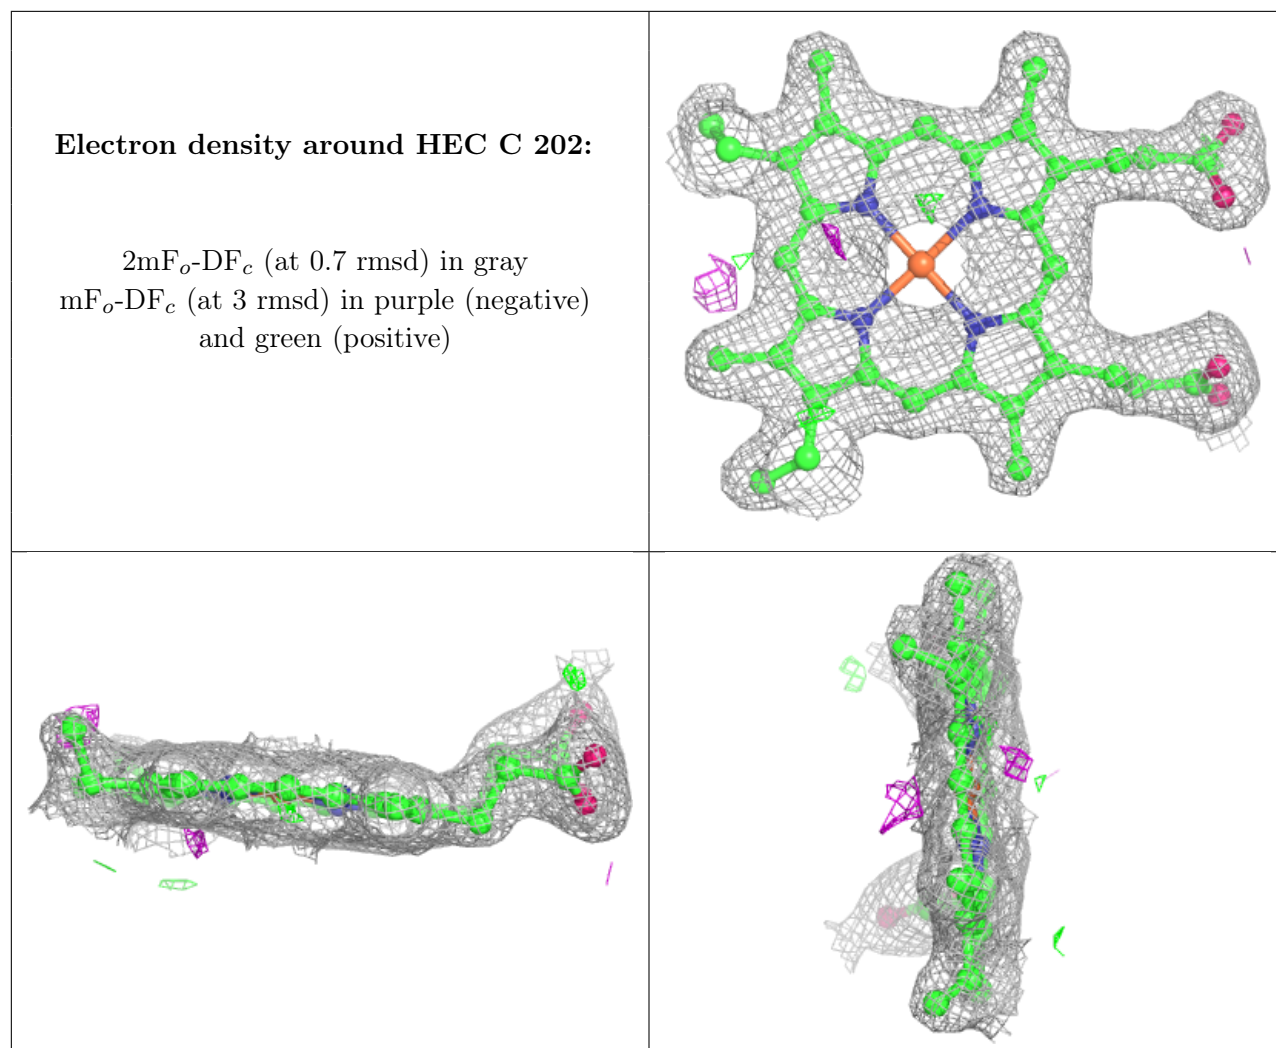 Electron density around HEC C 202:
2mFₒ-DF𝒸 (at 0.7 rmsd) in gray
mFₒ-DF𝒸 (at 3 rmsd) in purple (negative)
and green (positive)